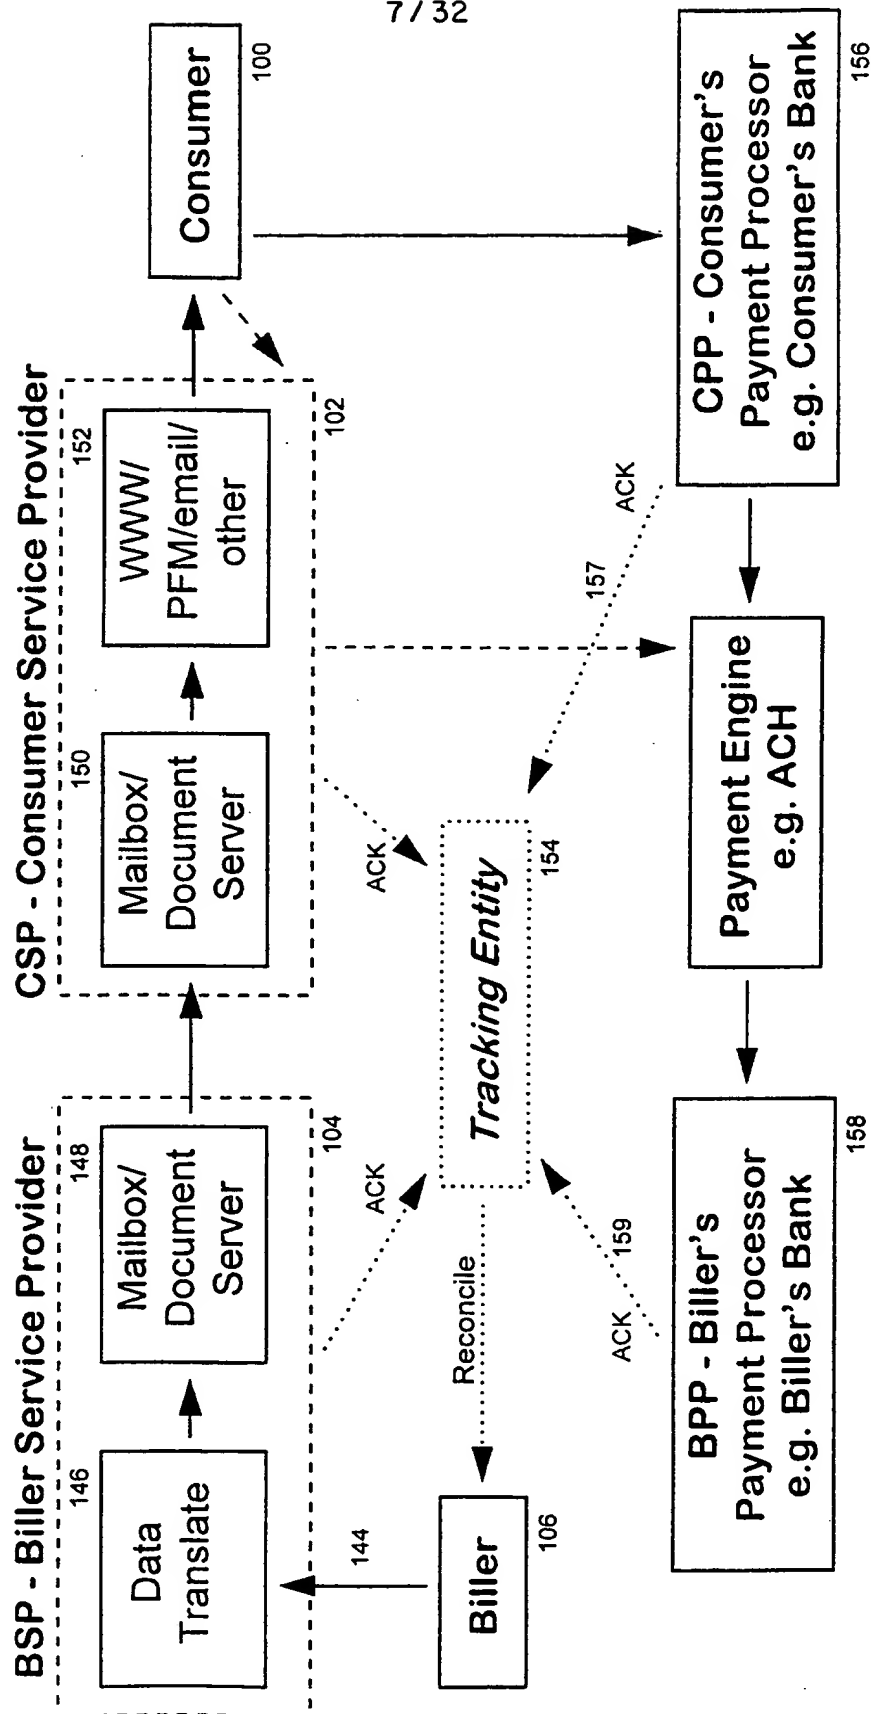 7/32
BSP - Biller Service Provider
146
Data
Translate
148
Mailbox/
Document
Server
104
CSP - Consumer Service Provider
150
Mailbox/
Document
Server
152
WWW/
PFM/email/
other
102
Consumer
100
144
Biller
106
Reconcile
ACK
ACK
Tracking Entity
154
ACK
157
ACK
159
BPP - Biller's
Payment Processor
e.g. Biller's Bank
158
Payment Engine
e.g. ACH
CPP - Consumer's
Payment Processor
e.g. Consumer's Bank
156